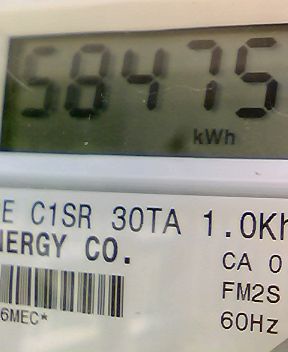 58475
kWh
E C1SR 30TA 1.0Kh
NERGY CO.
CA 0
FM2S
6MEC*
60Hz